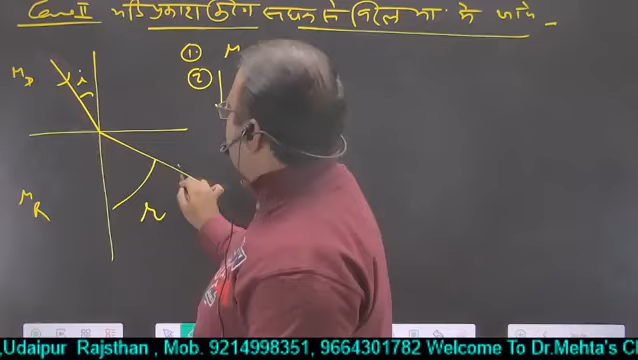 Case II यदि प्रकाश किरण सघन से विरल मा. में जाये -
① μ
②
μD
i
μR
r
,Udaipur Rajsthan , Mob. 9214998351, 9664301782 Welcome To Dr.Mehta's C